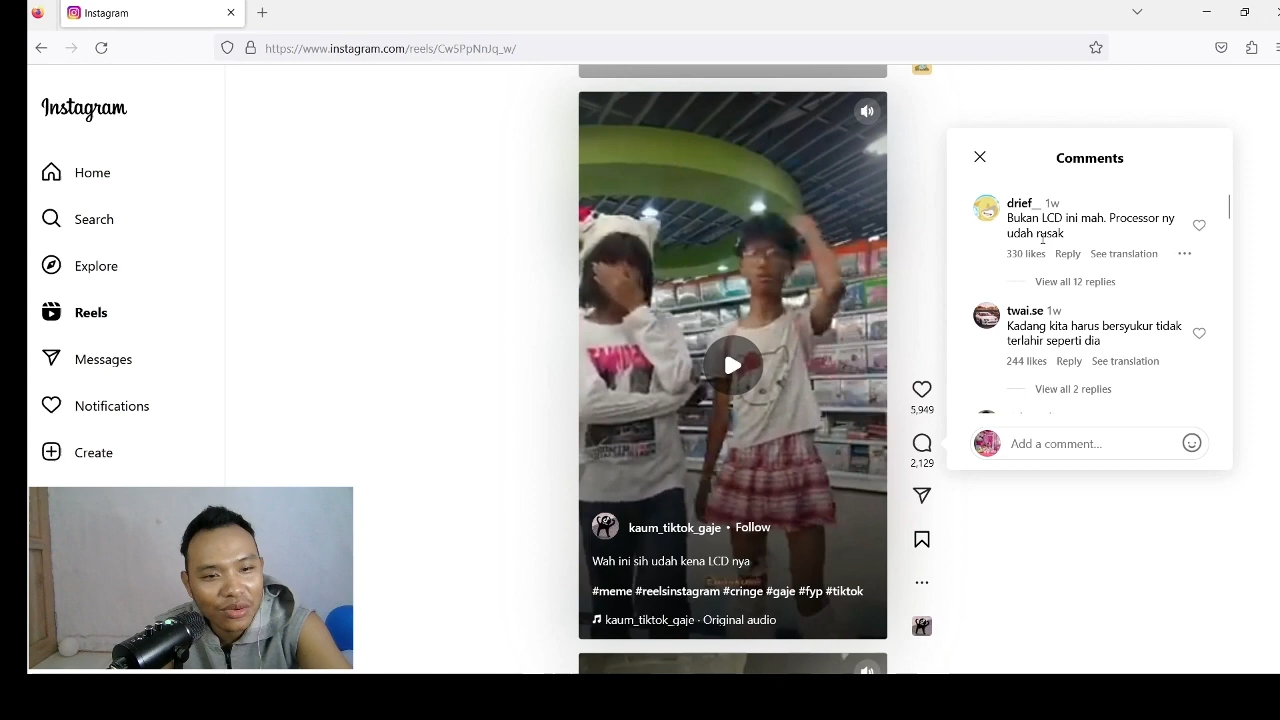 Instagram
https://www.instagram.com/reels/Cw5PpNnJq_w/
Instagram
Home
Search
Explore
Reels
Messages
Notifications
Create
kaum_tiktok_gaje • Follow
Wah ini sih udah kena LCD nya
#meme #reelsinstagram #cringe #gaje #fyp #tiktok
kaum_tiktok_gaje · Original audio
5,949
2,129
Comments
drief__ 1w
Bukan LCD ini mah. Processor ny
udah rusak
330 likes Reply See translation
View all 12 replies
twai.se 1w
Kadang kita harus bersyukur tidak
terlahir seperti dia
244 likes Reply See translation
View all 2 replies
Add a comment...